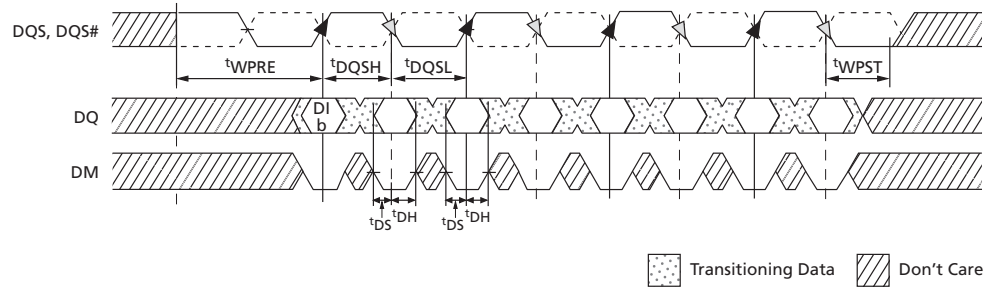 DQS, DQS#
tWPRE tDQSH tDQSL tWPST
DQ
DI
b
DM
tDS tDH tDS tDH
Transitioning Data Don't Care